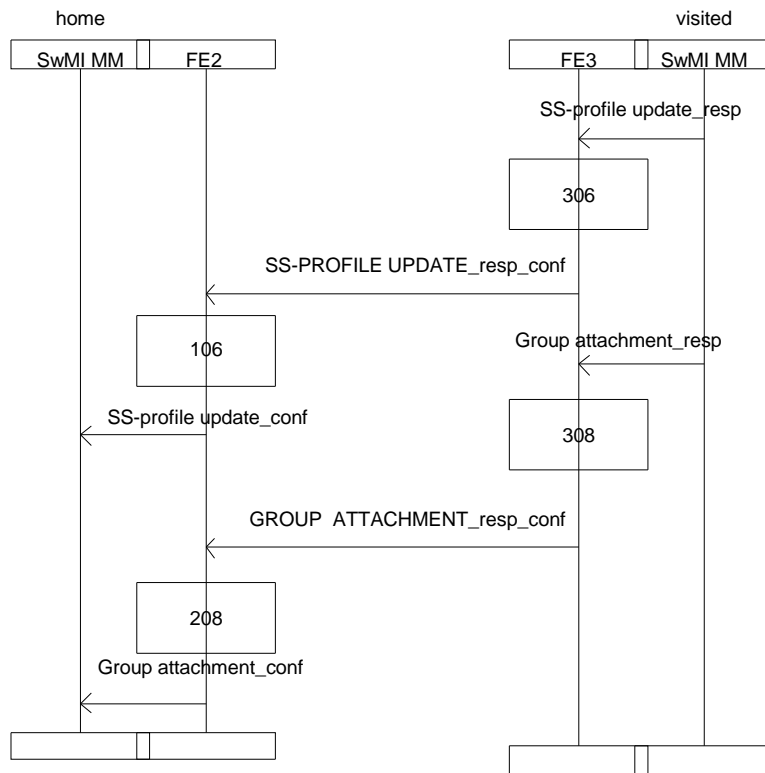 home
visited
SwMI MM
FE2
FE3
SwMI MM
SS-profile update_resp
306
SS-PROFILE UPDATE_resp_conf
106
Group attachment_resp
SS-profile update_conf
308
GROUP ATTACHMENT_resp_conf
208
Group attachment_conf